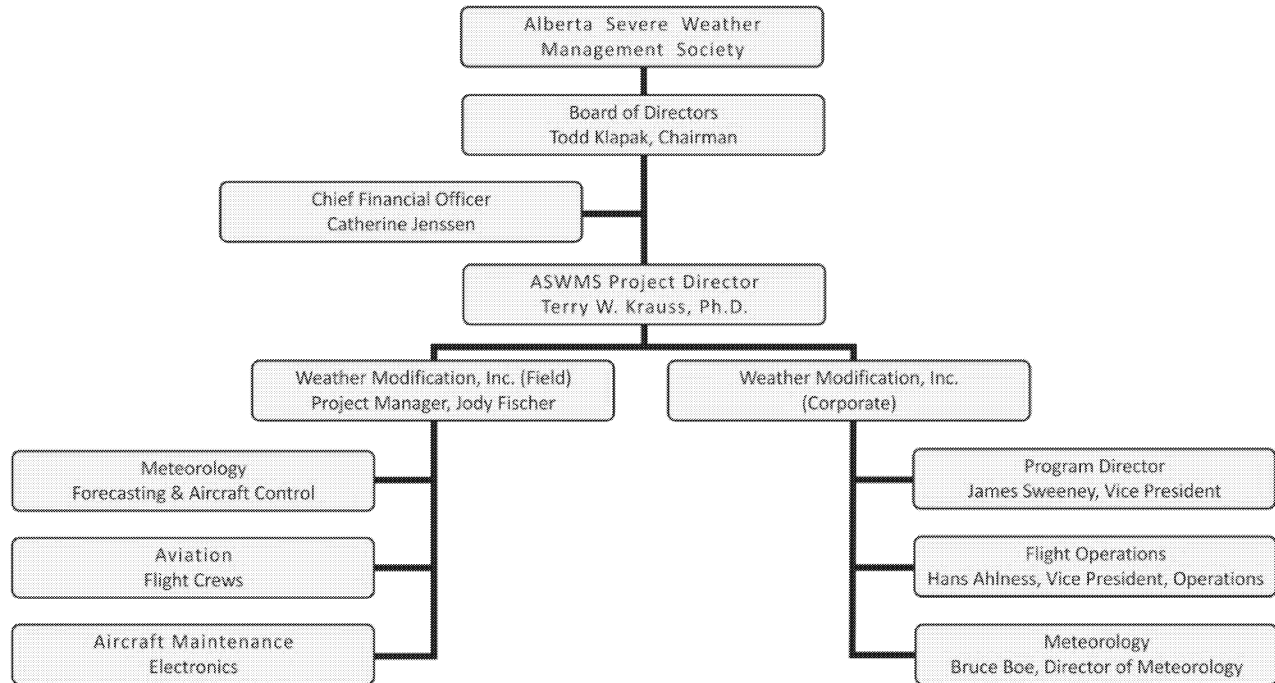 Alberta Severe Weather
Management Society
Board of Directors
Todd Klapak, Chairman
Chief Financial Officer
Catherine Jenssen
ASWMS Project Director
Terry W. Krauss, Ph.D.
Weather Modification, Inc. (Field)
Project Manager, Jody Fischer
Weather Modification, Inc.
(Corporate)
Meteorology
Forecasting & Aircraft Control
Aviation
Flight Crews
Aircraft Maintenance
Electronics
Program Director
James Sweeney, Vice President
Flight Operations
Hans Ahlness, Vice President, Operations
Meteorology
Bruce Boe, Director of Meteorology